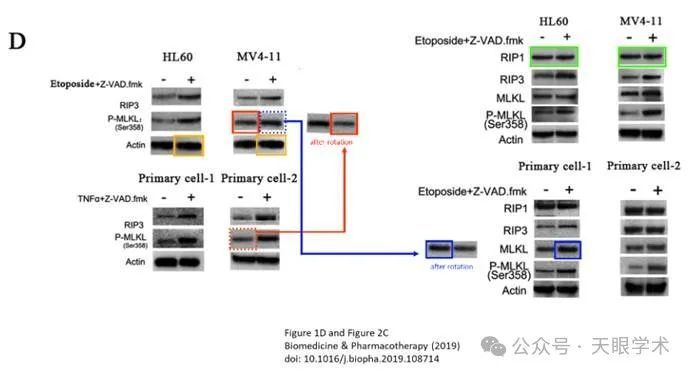 D
HL60 MV4-11
Etoposide+Z-VAD.fmk - + - +
RIP3
P-MLKL
(Ser358)
Actin
after rotation
Primary cell-1 Primary cell-2
TNFα+Z-VAD.fmk - + - +
RIP3
P-MLKL
(Ser358)
Actin
HL60 MV4-11
Etoposide+Z-VAD.fmk - + - +
RIP1
RIP3
MLKL
P-MLKL
(Ser358)
Actin
Primary cell-1 Primary cell-2
Etoposide+Z-VAD.fmk - + - +
RIP1
RIP3
MLKL
P-MLKL
(Ser358)
Actin
after rotation
Figure 1D and Figure 2C
Biomedicine & Pharmacotherapy (2019)
doi: 10.1016/j.biopha.2019.108714
公众号 · 天眼学术